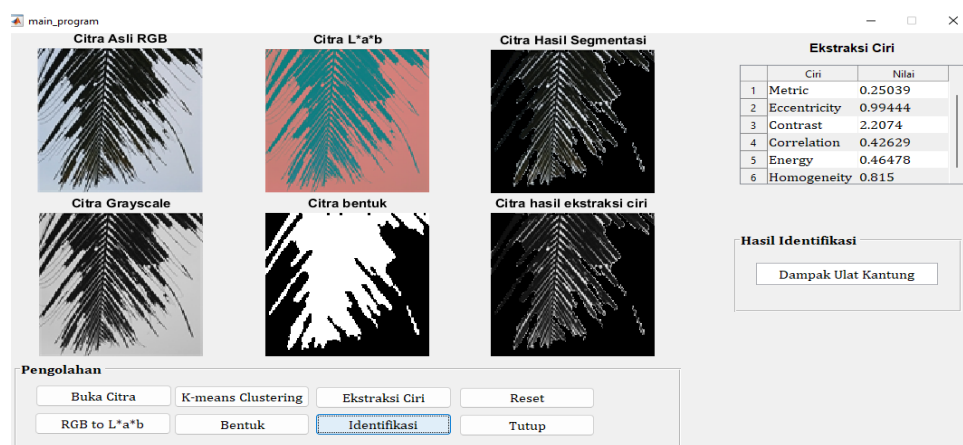 main_program
Citra Asli RGB
Citra L*a*b
Citra Hasil Segmentasi
Ekstraksi Ciri
Ciri Nilai
1 Metric 0.25039
2 Eccentricity 0.99444
3 Contrast 2.2074
4 Correlation 0.42629
5 Energy 0.46478
6 Homogeneity 0.815
Citra Grayscale
Citra bentuk
Citra hasil ekstraksi ciri
Hasil Identifikasi
Dampak Ulat Kantung
Pengolahan
Buka Citra
K-means Clustering
Ekstraksi Ciri
Reset
RGB to L*a*b
Bentuk
Identifikasi
Tutup